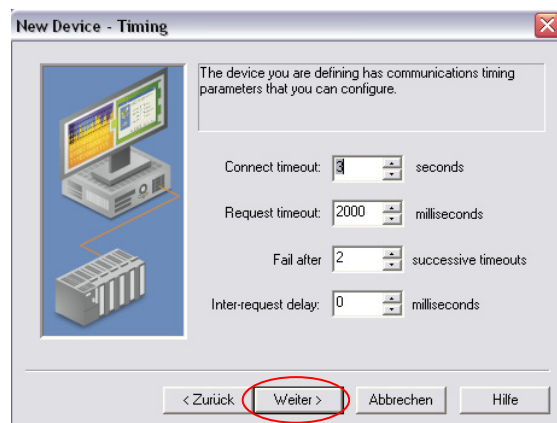 New Device - Timing
The device you are defining has communications timing
parameters that you can configure.
Connect timeout: 3 seconds
Request timeout: 2000 milliseconds
Fail after 2 successive timeouts
Inter-request delay: 0 milliseconds
< Zurück Weiter > Abbrechen Hilfe